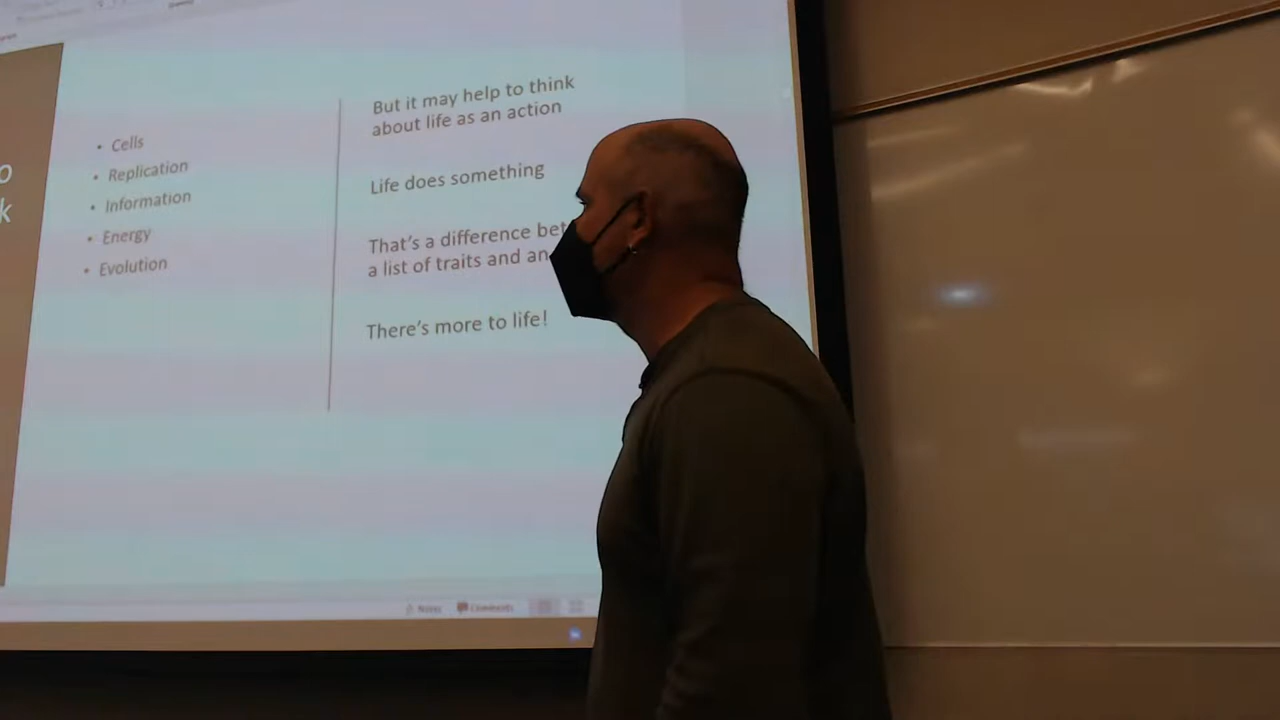 o
k
• Cells
• Replication
• Information
• Energy
• Evolution
But it may help to think
about life as an action
Life does something
That's a difference bet
a list of traits and an
There's more to life!
Notes
Comments